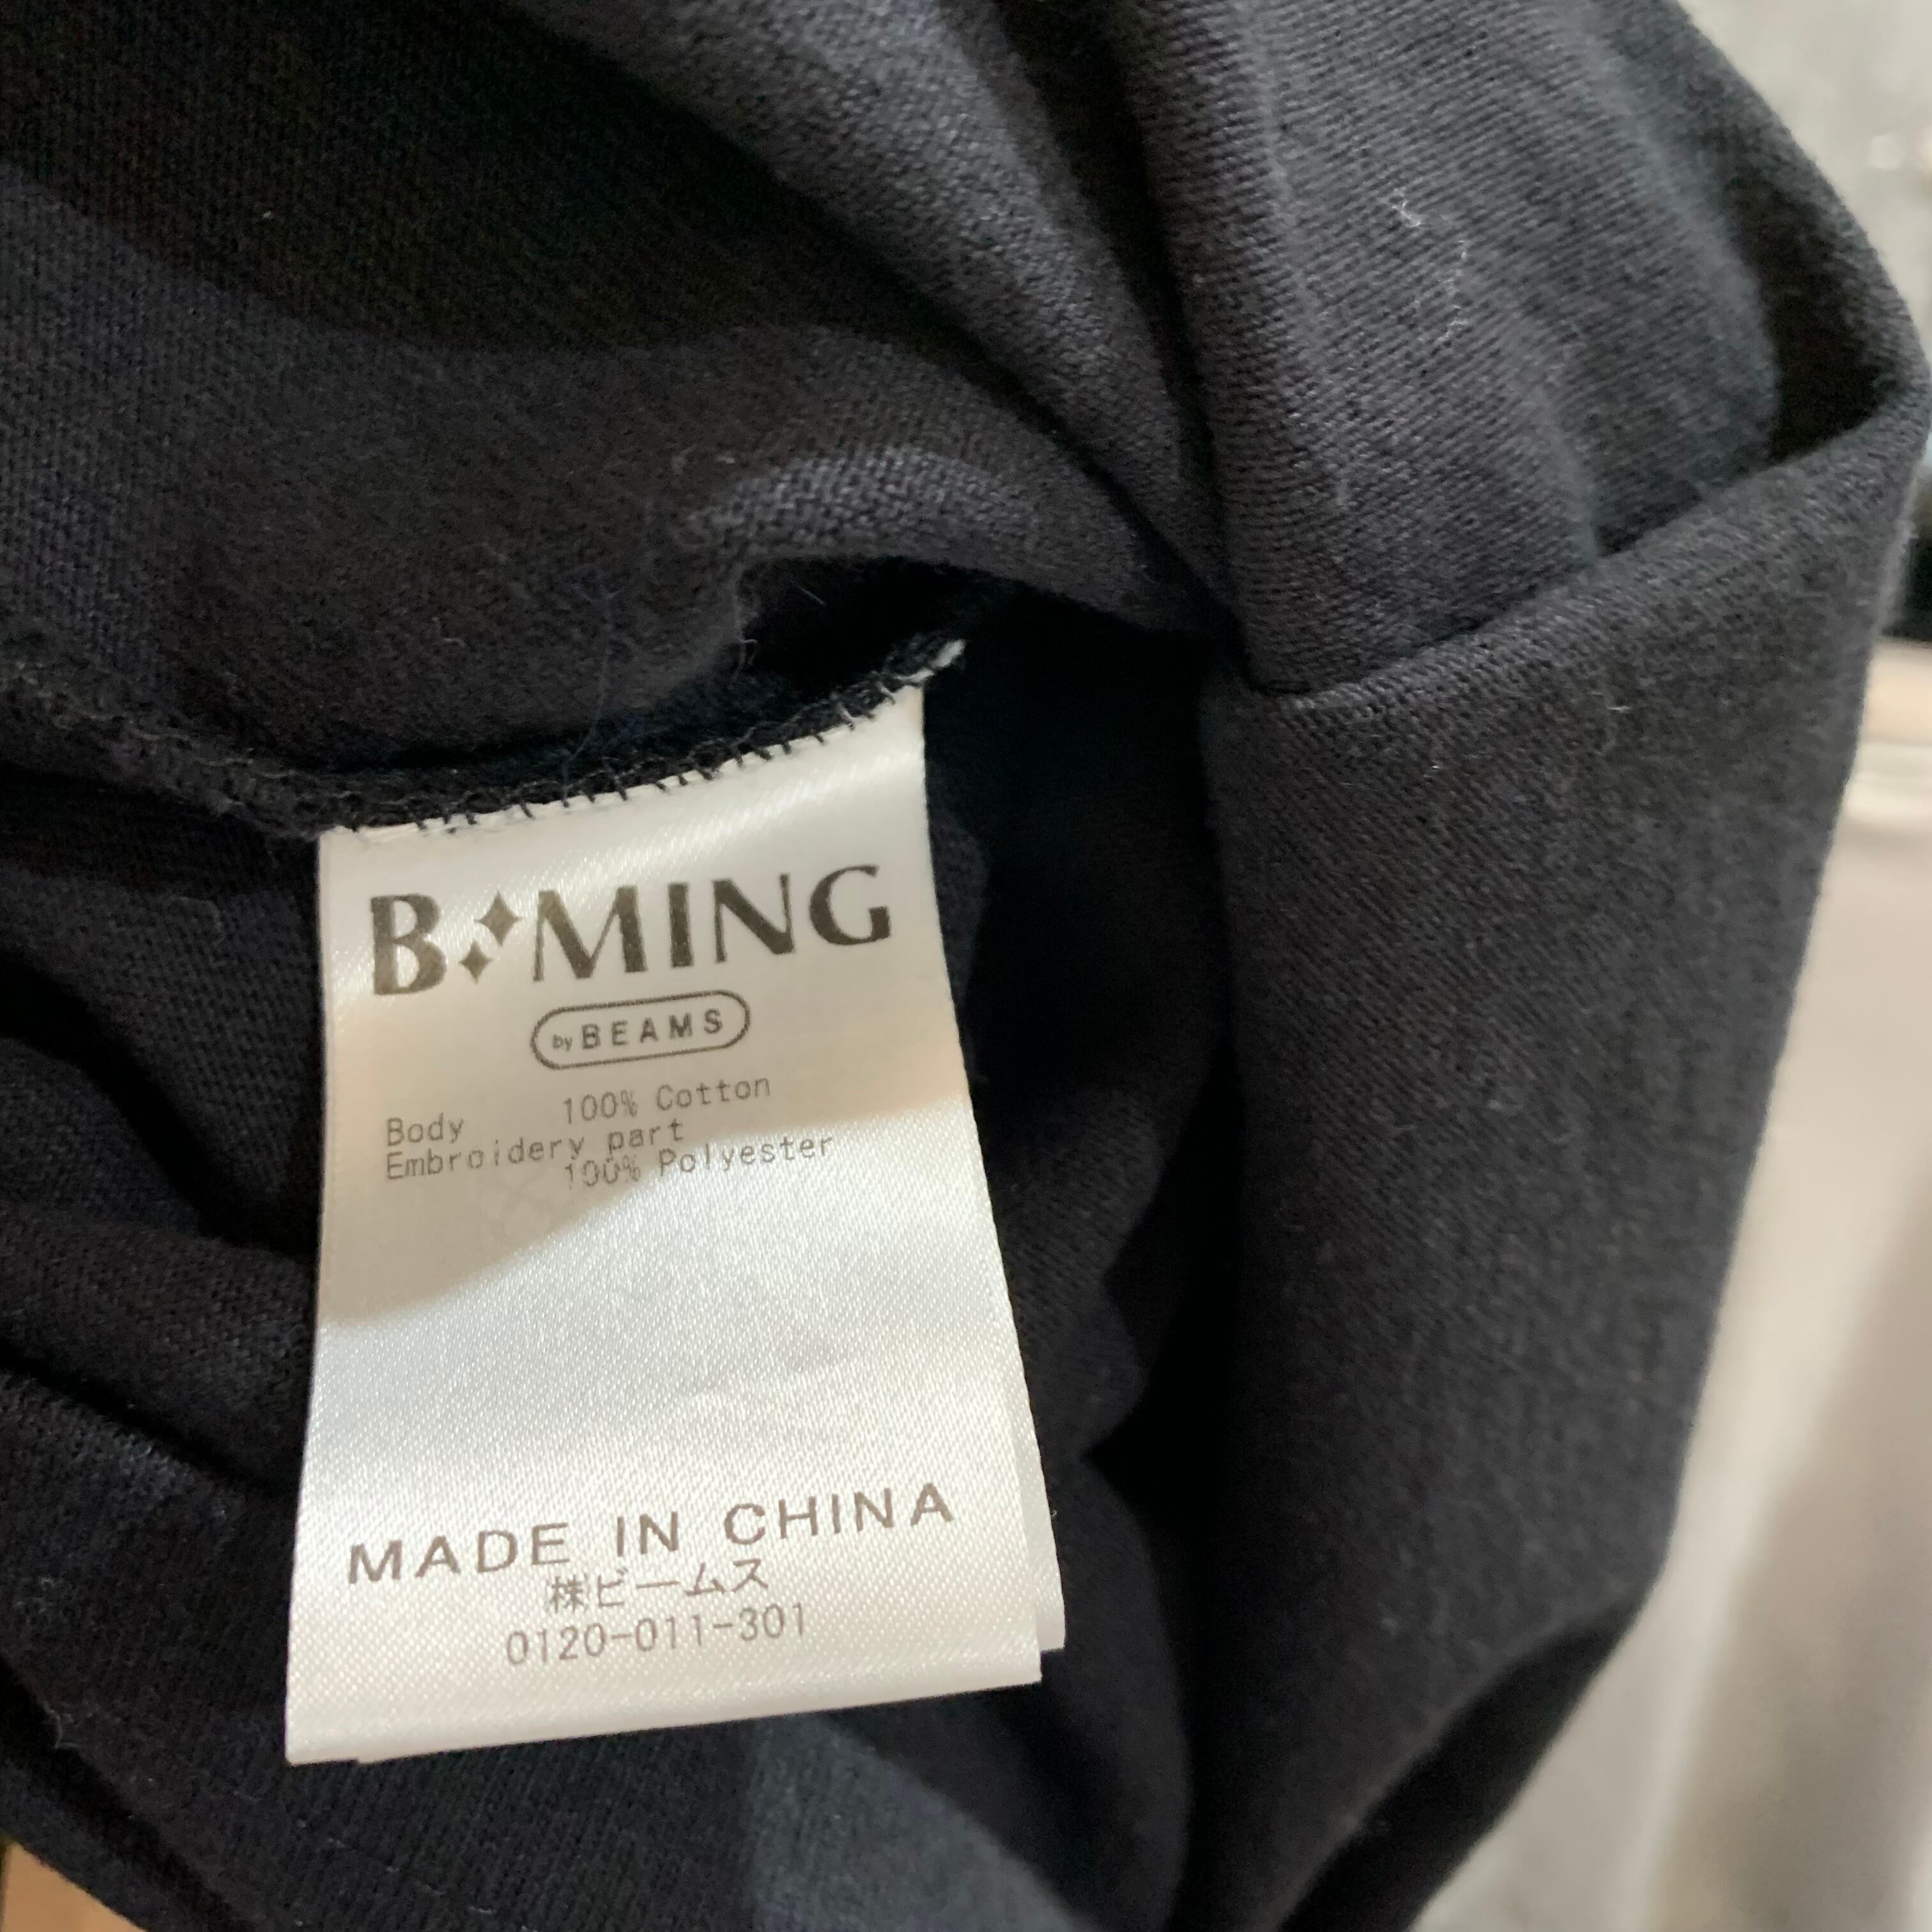 B MING
by BEAMS
Body 100% Cotton
Embroidery part
100% Polyester
MADE IN CHINA
㈱ビームス
0120-011-301